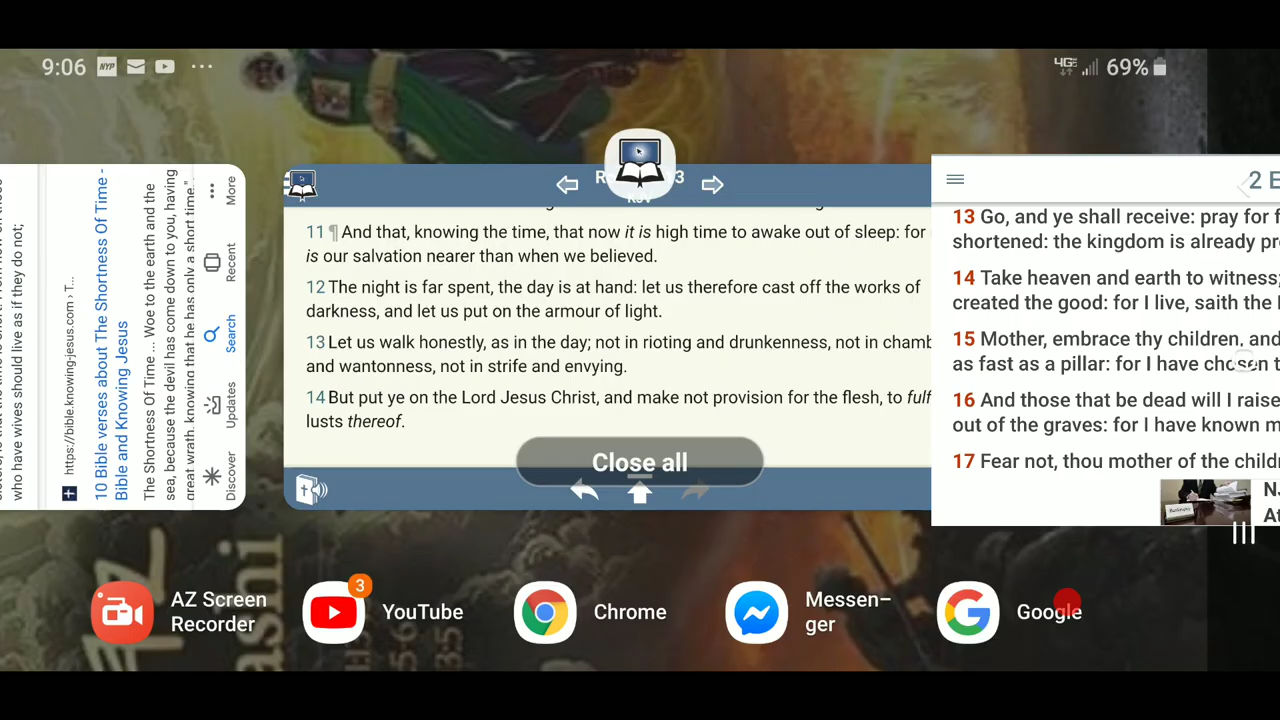 9:06 NYP
4GE 69%
who have wives should live as if they do not;
https://bible.knowing-jesus.com › T...
10 Bible verses about The Shortness Of Time -
Bible and Knowing Jesus
The Shortness Of Time ... Woe to the earth and the
sea, because the devil has come down to you, having
great wrath, knowing that he has only a short time."
More
Recent
Search
Updates
Discover
3
KJV
11 ¶ And that, knowing the time, that now it is high time to awake out of sleep: for
is our salvation nearer than when we believed.
12 The night is far spent, the day is at hand: let us therefore cast off the works of
darkness, and let us put on the armour of light.
13 Let us walk honestly, as in the day; not in rioting and drunkenness, not in chamb
and wantonness, not in strife and envying.
14 But put ye on the Lord Jesus Christ, and make not provision for the flesh, to fulf
lusts thereof.
Close all
2 E
13 Go, and ye shall receive: pray for f
shortened: the kingdom is already pr
14 Take heaven and earth to witness;
created the good: for I live, saith the
15 Mother, embrace thy children, and
as fast as a pillar: for I have chosen t
16 And those that be dead will I raise
out of the graves: for I have known m
17 Fear not, thou mother of the child
NJ
At
asni
AZ Screen
Recorder
3
YouTube
Chrome
Messen-
ger
Google